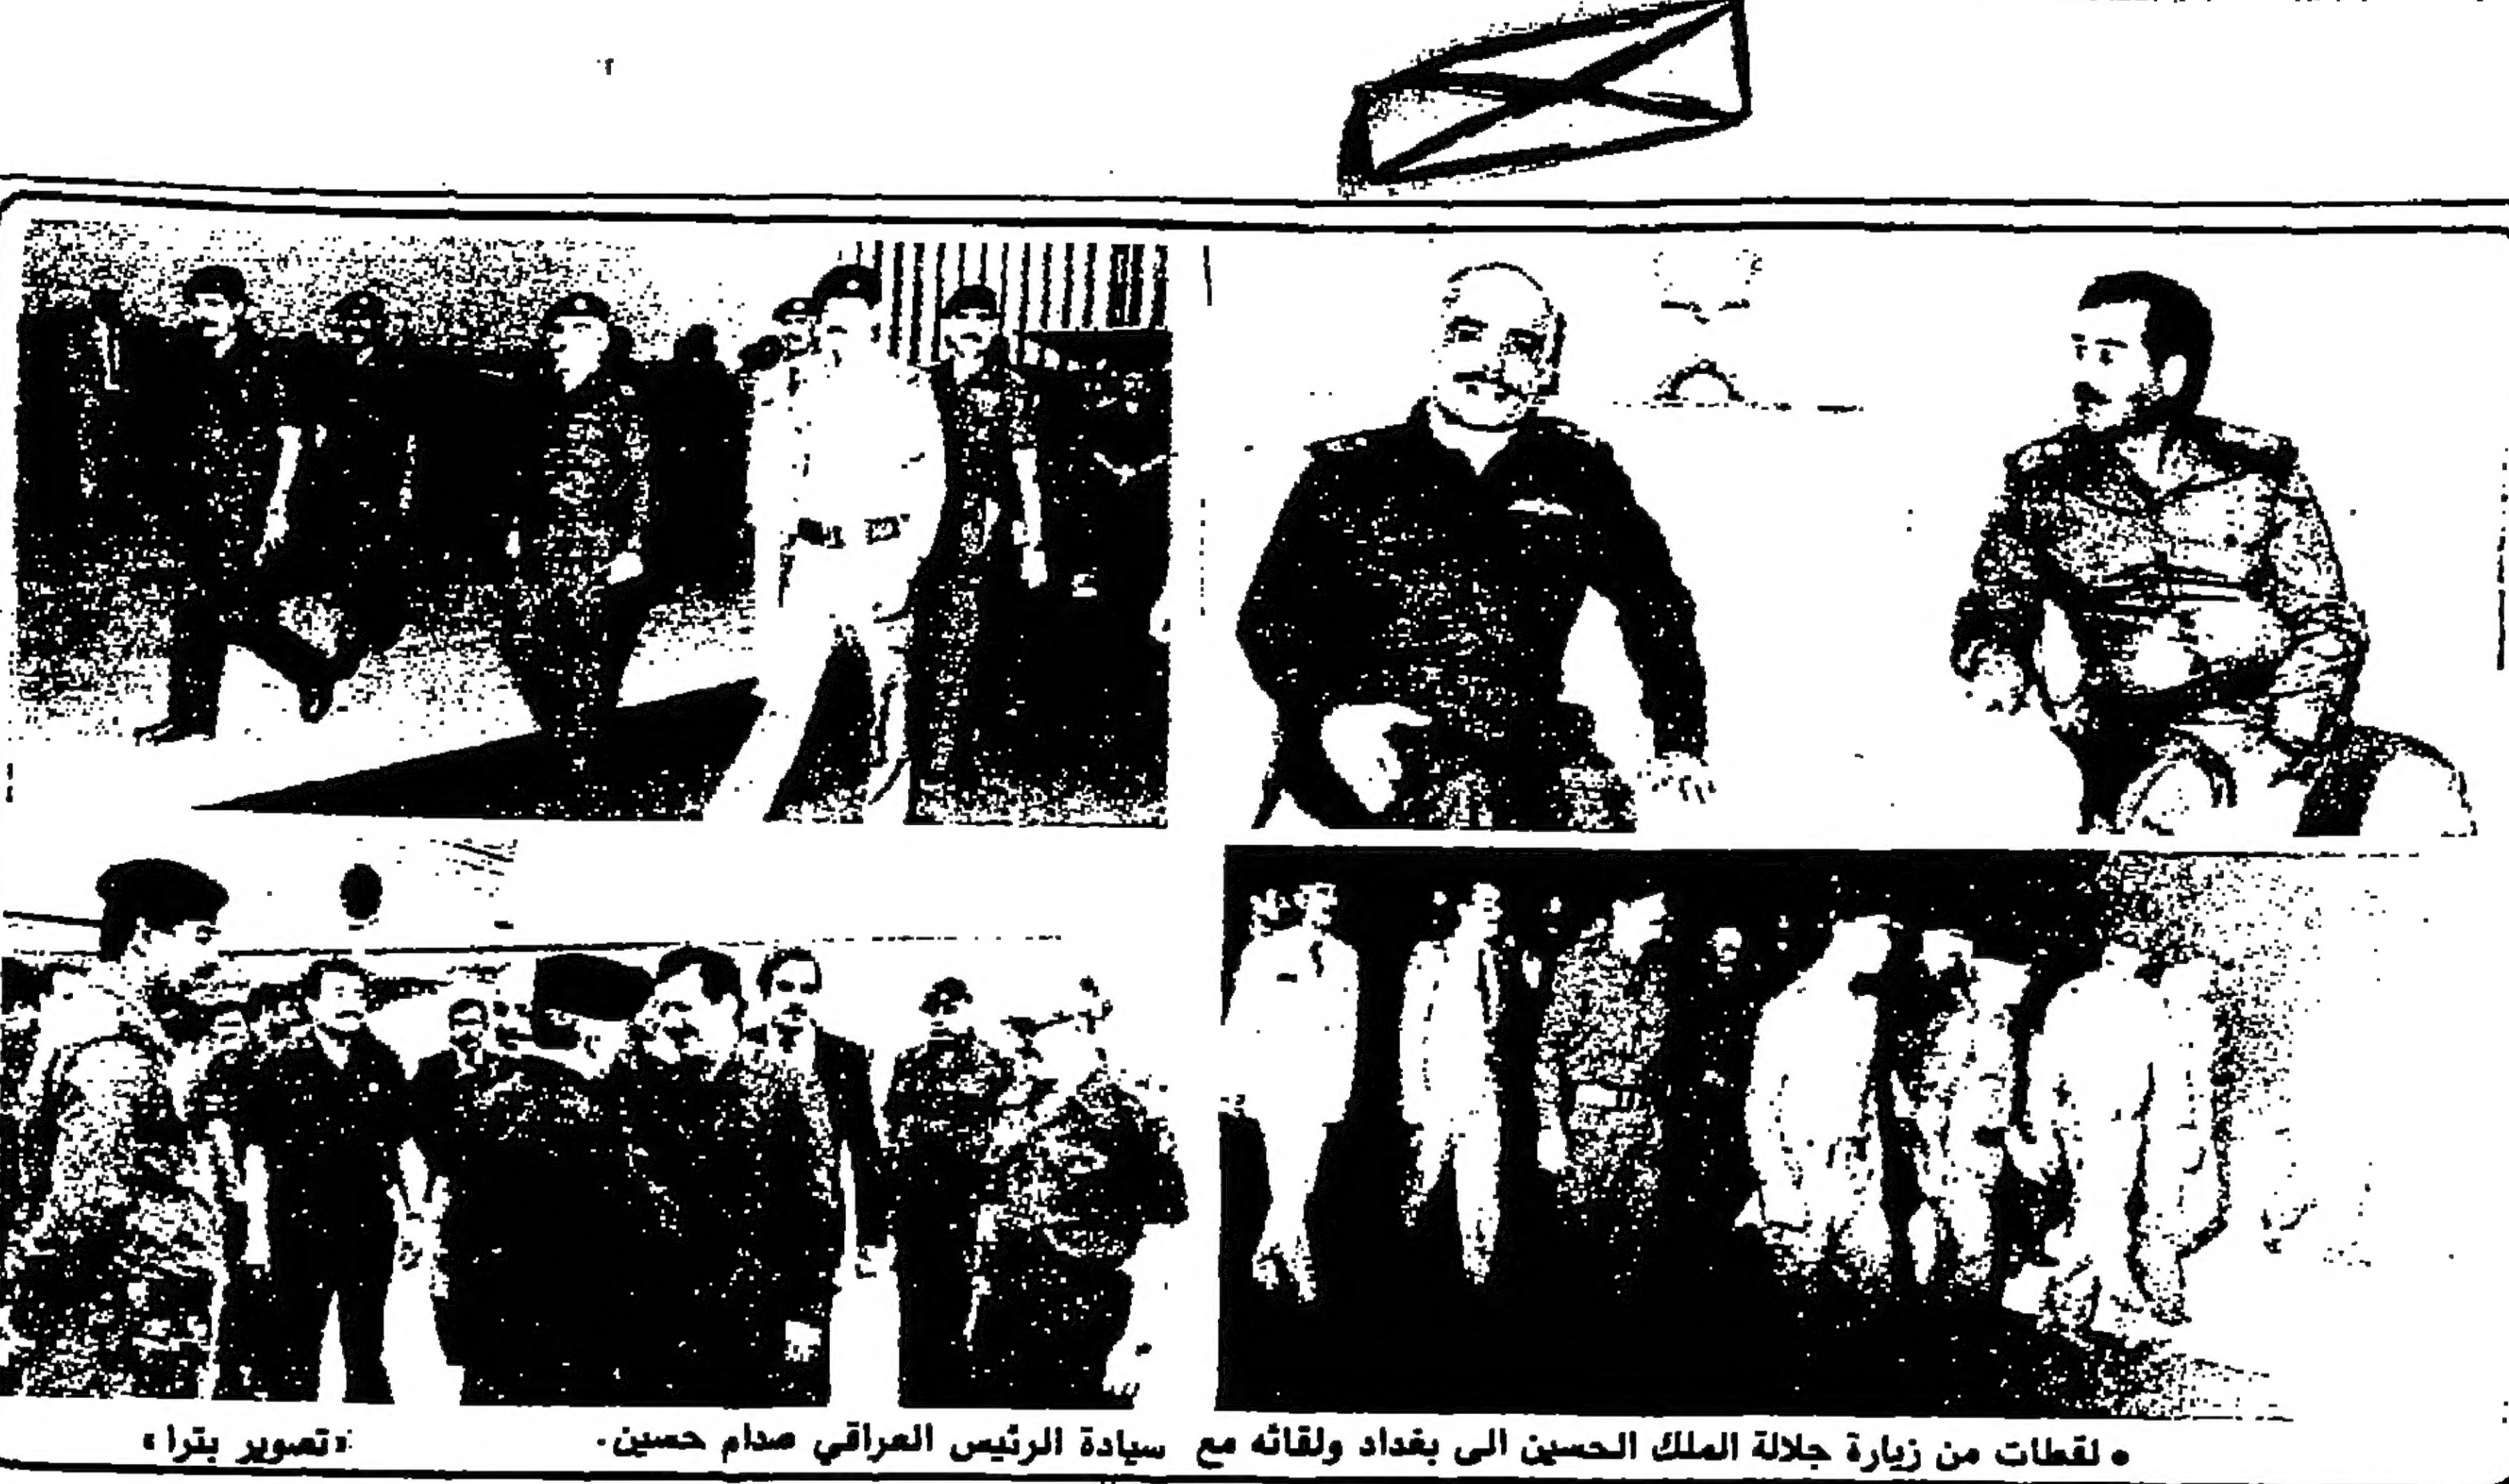 • لقطات من زيارة جلالة الملك الحسين الى بغداد ولقائه مع سيادة الرئيس العراقي صدام حسين. «تصوير بترا»